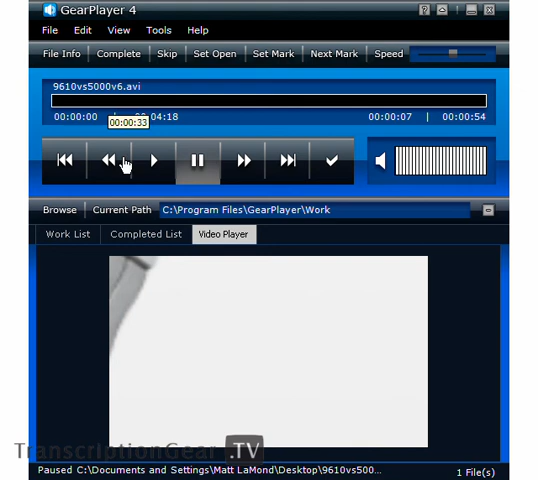 GearPlayer 4
File Edit View Tools Help
File Info Complete Skip Set Open Set Mark Next Mark Speed
9610vs5000v6.avi
00:00:00 | 04:18 00:00:07 | 00:00:54
00:00:33
Browse Current Path C:\Program Files\GearPlayer\Work
Work List Completed List Video Player
TranscriptionGear.TV
Paused C:\Documents and Settings\Matt LaMond\Desktop\9610vs500... 1 File(s)